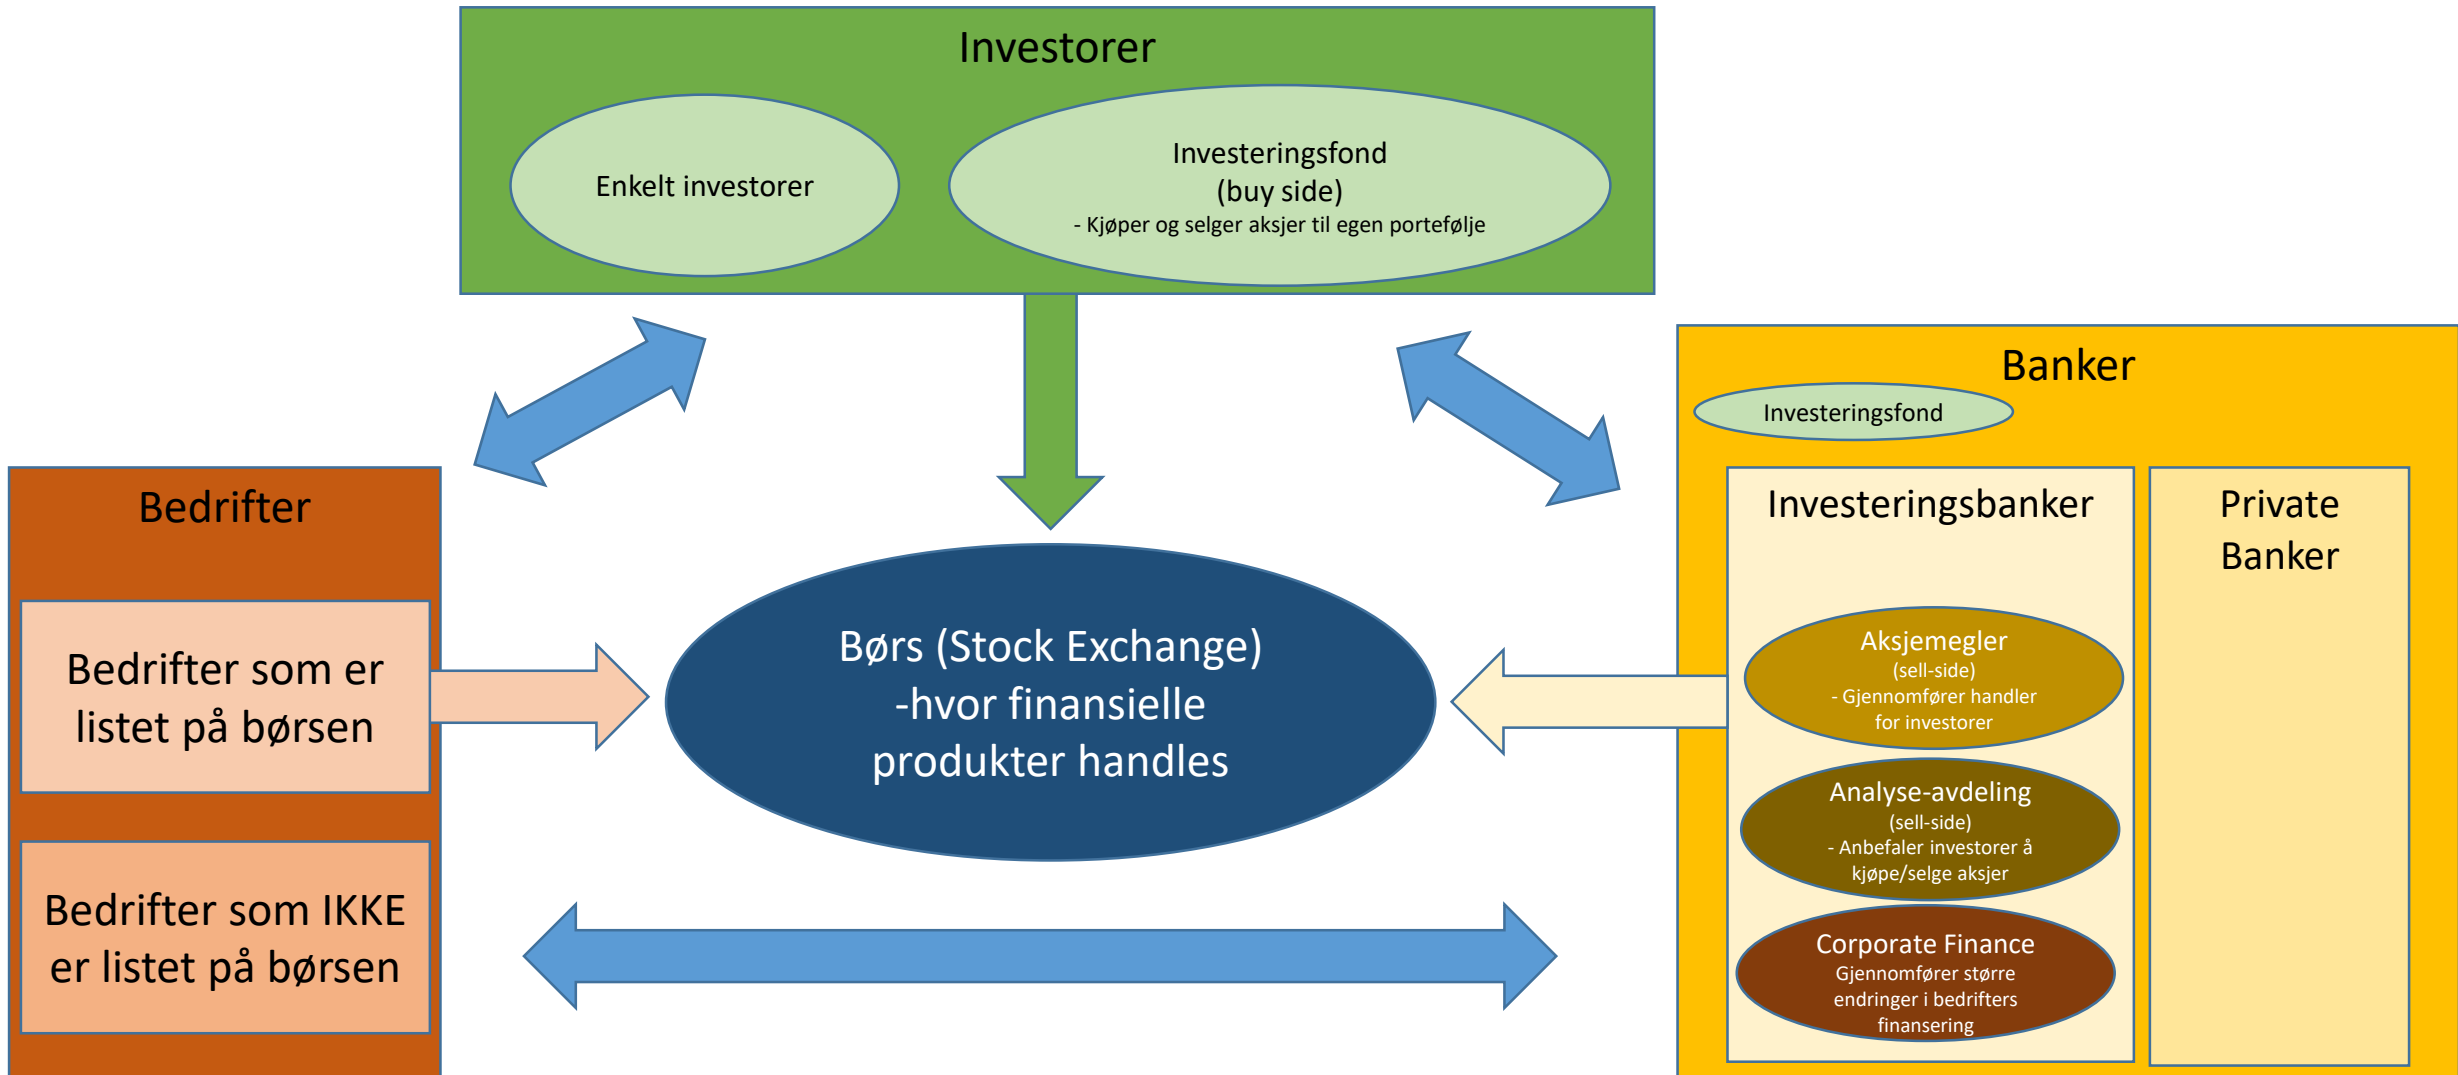 Investorer
Enkelt investorer
Investeringsfond
(buy side)
- Kjøper og selger aksjer til egen portefølje
Banker
Investeringsfond
Bedrifter
Bedrifter som er
listet på børsen
Bedrifter som IKKE
er listet på børsen
Børs (Stock Exchange)
-hvor finansielle
produkter handles
Investeringsbanker
Aksjemegler
(sell-side)
- Gjennomfører handler
for investorer
Analyse-avdeling
(sell-side)
- Anbefaler investorer å
kjøpe/selge aksjer
Corporate Finance
Gjennomfører større
endringer i bedrifters
finansering
Private
Banker